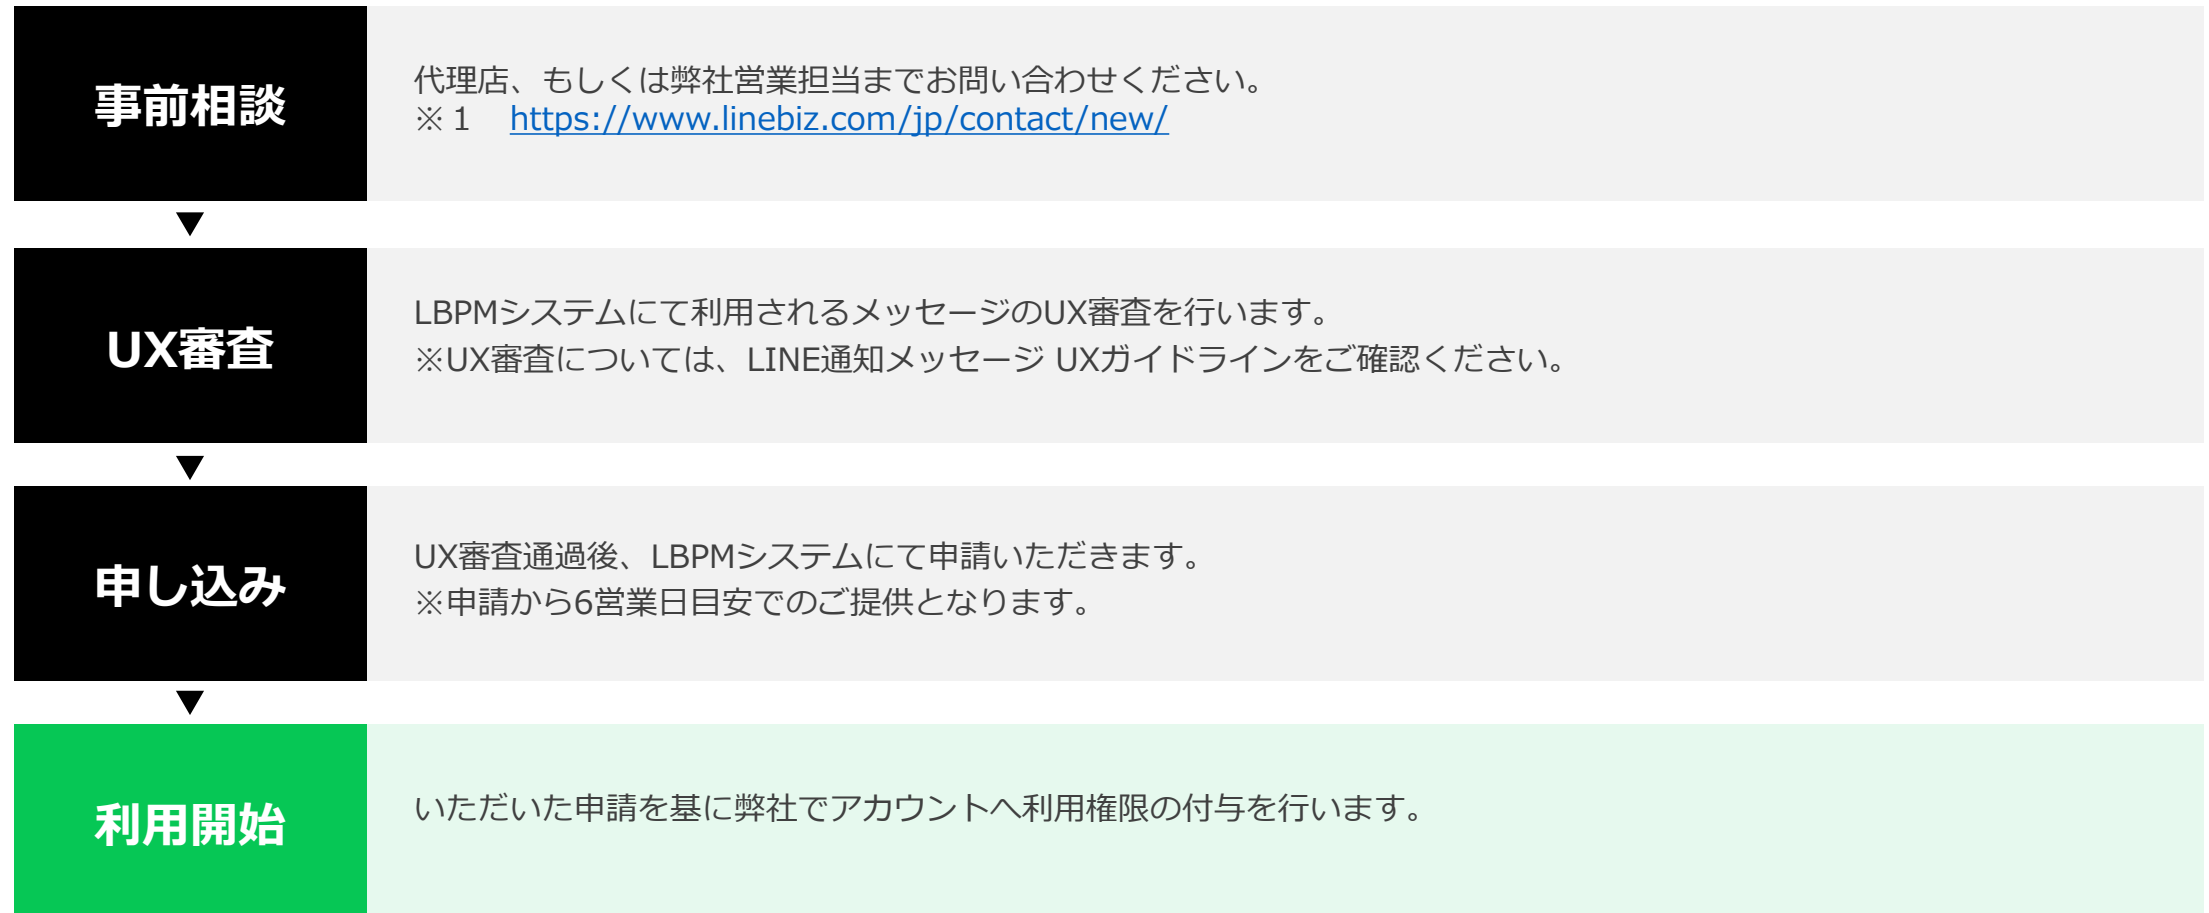 事前相談
代理店、もしくは弊社営業担当までお問い合わせください。
※１　https://www.linebiz.com/jp/contact/new/
▼
UX審査
LBPMシステムにて利用されるメッセージのUX審査を行います。
※UX審査については、LINE通知メッセージ UXガイドラインをご確認ください。
▼
申し込み
UX審査通過後、LBPMシステムにて申請いただきます。
※申請から6営業日目安でのご提供となります。
▼
利用開始
いただいた申請を基に弊社でアカウントへ利用権限の付与を行います。